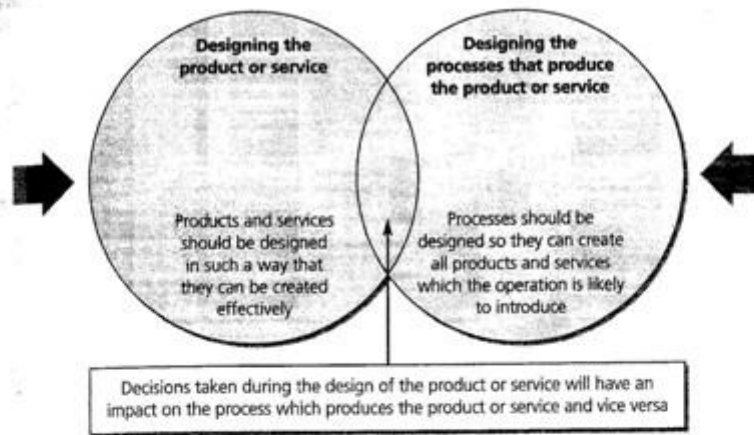 Designing the
product or service
Designing the
processes that produce
the product or service
Products and services
should be designed
in such a way that
they can be created
effectively
Processes should be
designed so they can create
all products and services
which the operation is likely
to introduce
Decisions taken during the design of the product or service will have an
impact on the process which produces the product or service and vice versa